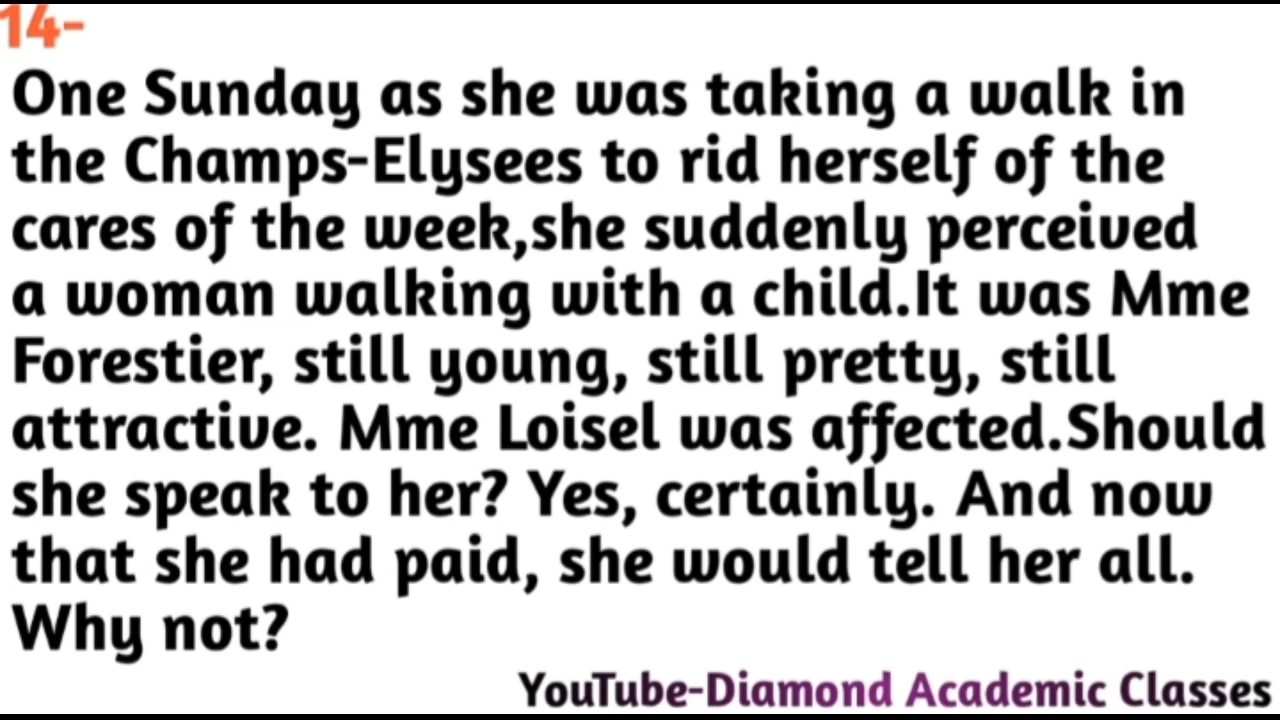 14-
One Sunday as she was taking a walk in
the Champs-Elysees to rid herself of the
cares of the week,she suddenly perceived
a woman walking with a child.It was Mme
Forestier, still young, still pretty, still
attractive. Mme Loisel was affected.Should
she speak to her? Yes, certainly. And now
that she had paid, she would tell her all.
Why not?
YouTube-Diamond Academic Classes